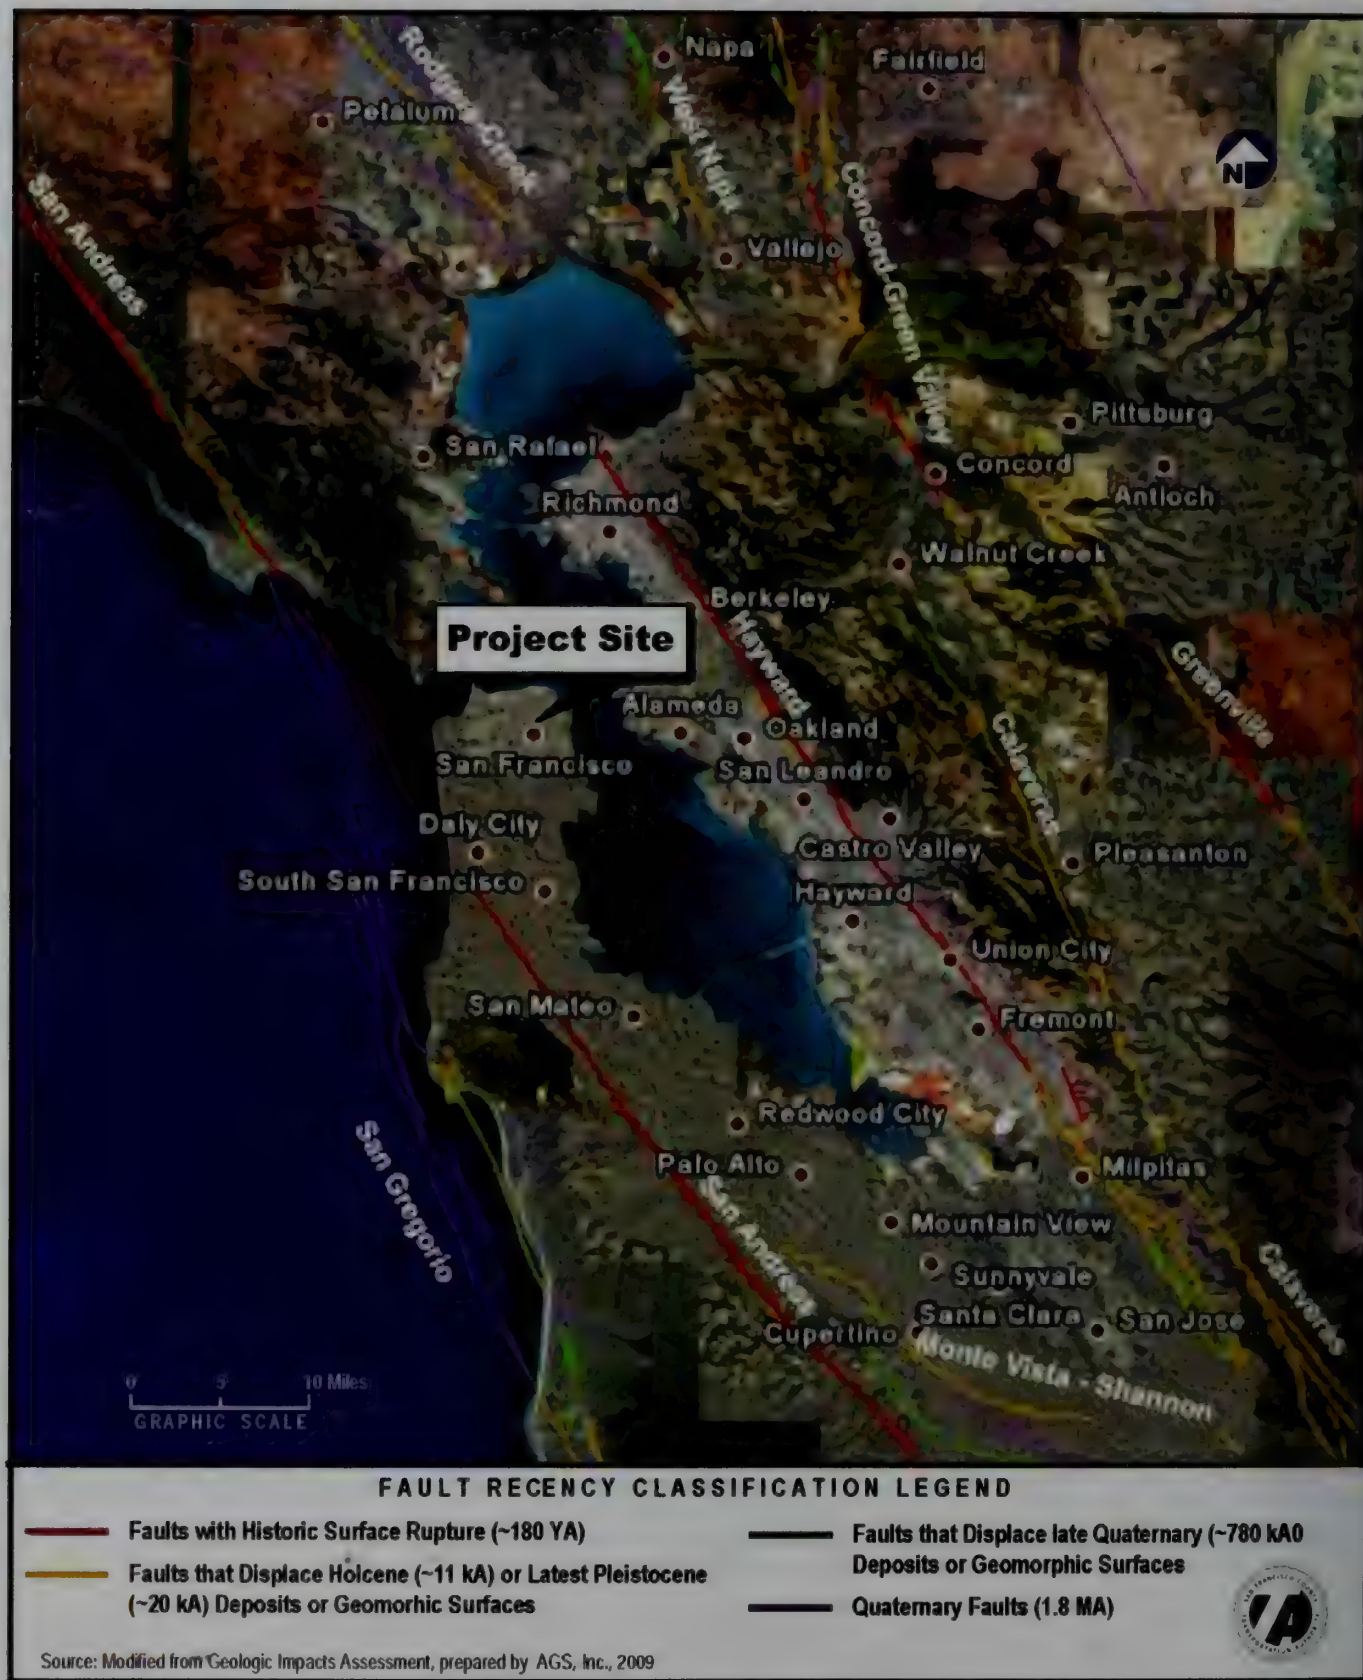 Napa
Fairfield
Rodgers Creek
Petaluma
West Napa
N
San Andreas
Concord-Green Valley
Vallejo
Pittsburg
San Rafael
Concord
Antioch
Richmond
Walnut Creek
Berkeley
Project Site
Hayward
Greenville
Alameda
Oakland
Calaveras
San Francisco
San Leandro
Daly City
Castro Valley
Pleasanton
South San Francisco
Hayward
Union City
San Mateo
Fremont
Redwood City
San Gregorio
Palo Alto
Milpitas
San Andreas
Mountain View
Sunnyvale
Calaveras
Santa Clara
San Jose
Cupertino
Monte Vista - Shannon
0 5 10 Miles
GRAPHIC SCALE
FAULT RECENCY CLASSIFICATION LEGEND
Faults with Historic Surface Rupture (~180 YA)
Faults that Displace Holcene (~11 kA) or Latest Pleistocene
(~20 kA) Deposits or Geomorhic Surfaces
Faults that Displace late Quaternary (~780 kA0
Deposits or Geomorphic Surfaces
Quaternary Faults (1.8 MA)
Source: Modified from Geologic Impacts Assessment, prepared by AGS, Inc., 2009